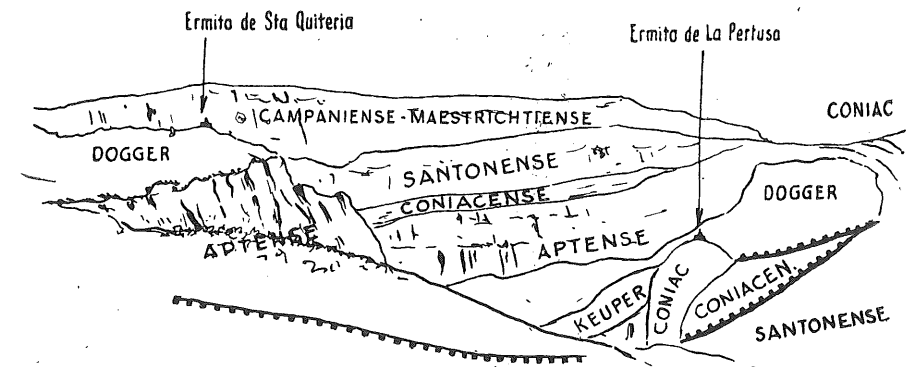 Ermita de Sta Quiteria
Ermita de La Pertusa
CAMPANIENSE-MAESTRICHTIENSE
CONIAC
DOGGER
SANTONENSE
CONIACENSE
DOGGER
APTENSE
APTENSE
KEUPER
CONIAC
CONIACEN.
SANTONENSE